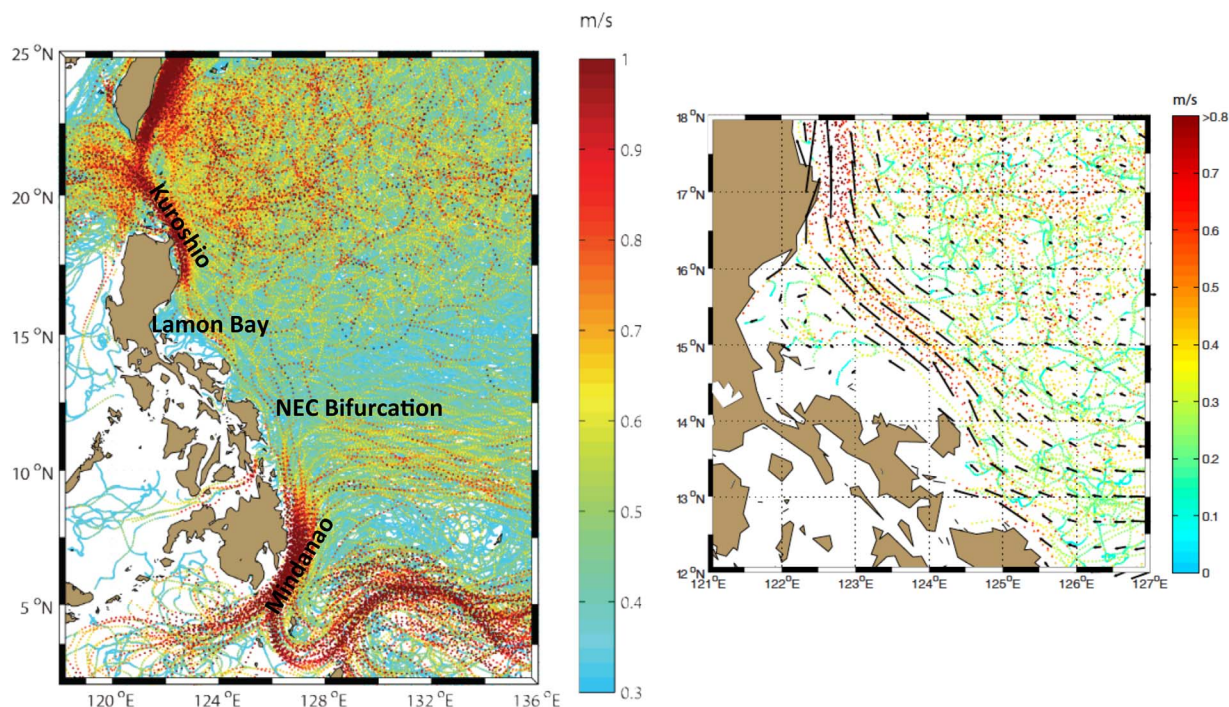 m/s
25 °N
20 °N
15 °N
10 °N
5 °N
120 °E
124 °E
128 °E
132 °E
136 °E
Kuroshio
Lamon Bay
NEC Bifurcation
Mindanao
1
0.9
0.8
0.7
0.6
0.5
0.4
0.3
m/s
18 °N
17 °N
16 °N
15 °N
14 °N
13 °N
12 °N
121 °E
122 °E
123 °E
124 °E
125 °E
126 °E
127 °E
>0.8
0.7
0.6
0.5
0.4
0.3
0.2
0.1
0